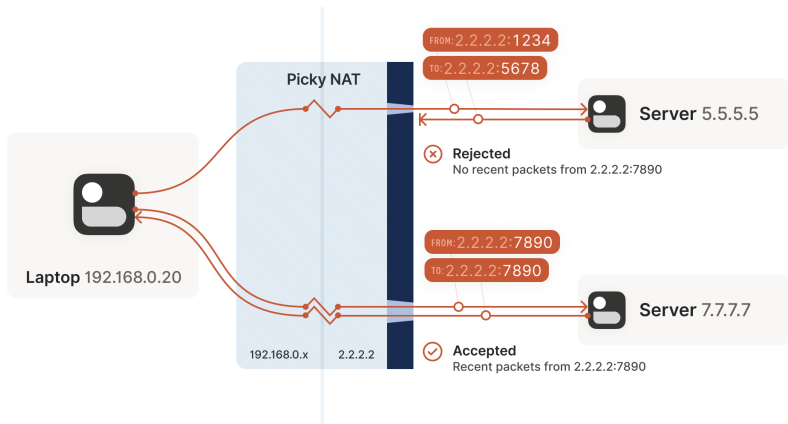 FROM: 2.2.2.2:1234
TO: 2.2.2.2:5678
Picky NAT
Server 5.5.5.5
Rejected
No recent packets from 2.2.2.2:7890
FROM: 2.2.2.2:7890
TO: 2.2.2.2:7890
Laptop 192.168.0.20
Server 7.7.7.7
192.168.0.x
2.2.2.2
Accepted
Recent packets from 2.2.2.2:7890